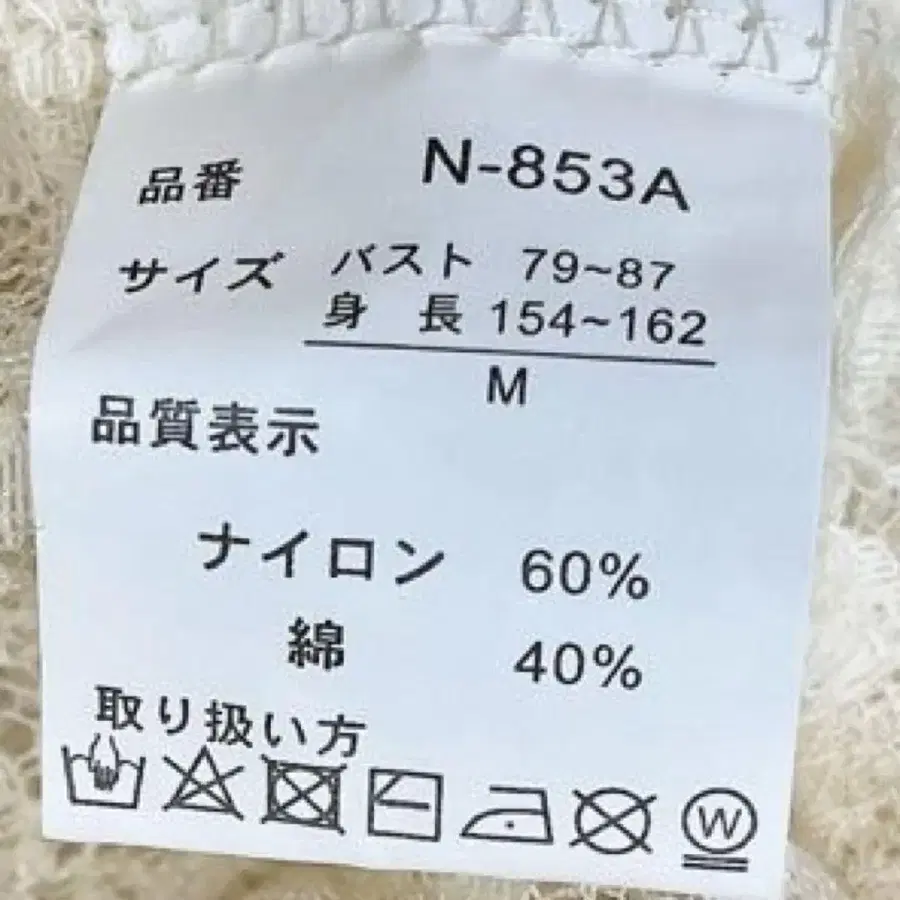 品番 N-853A
サイズ バスト 79~87
身 長 154~162
M
品質表示
ナイロン 60%
綿 40%
取り扱い方
W